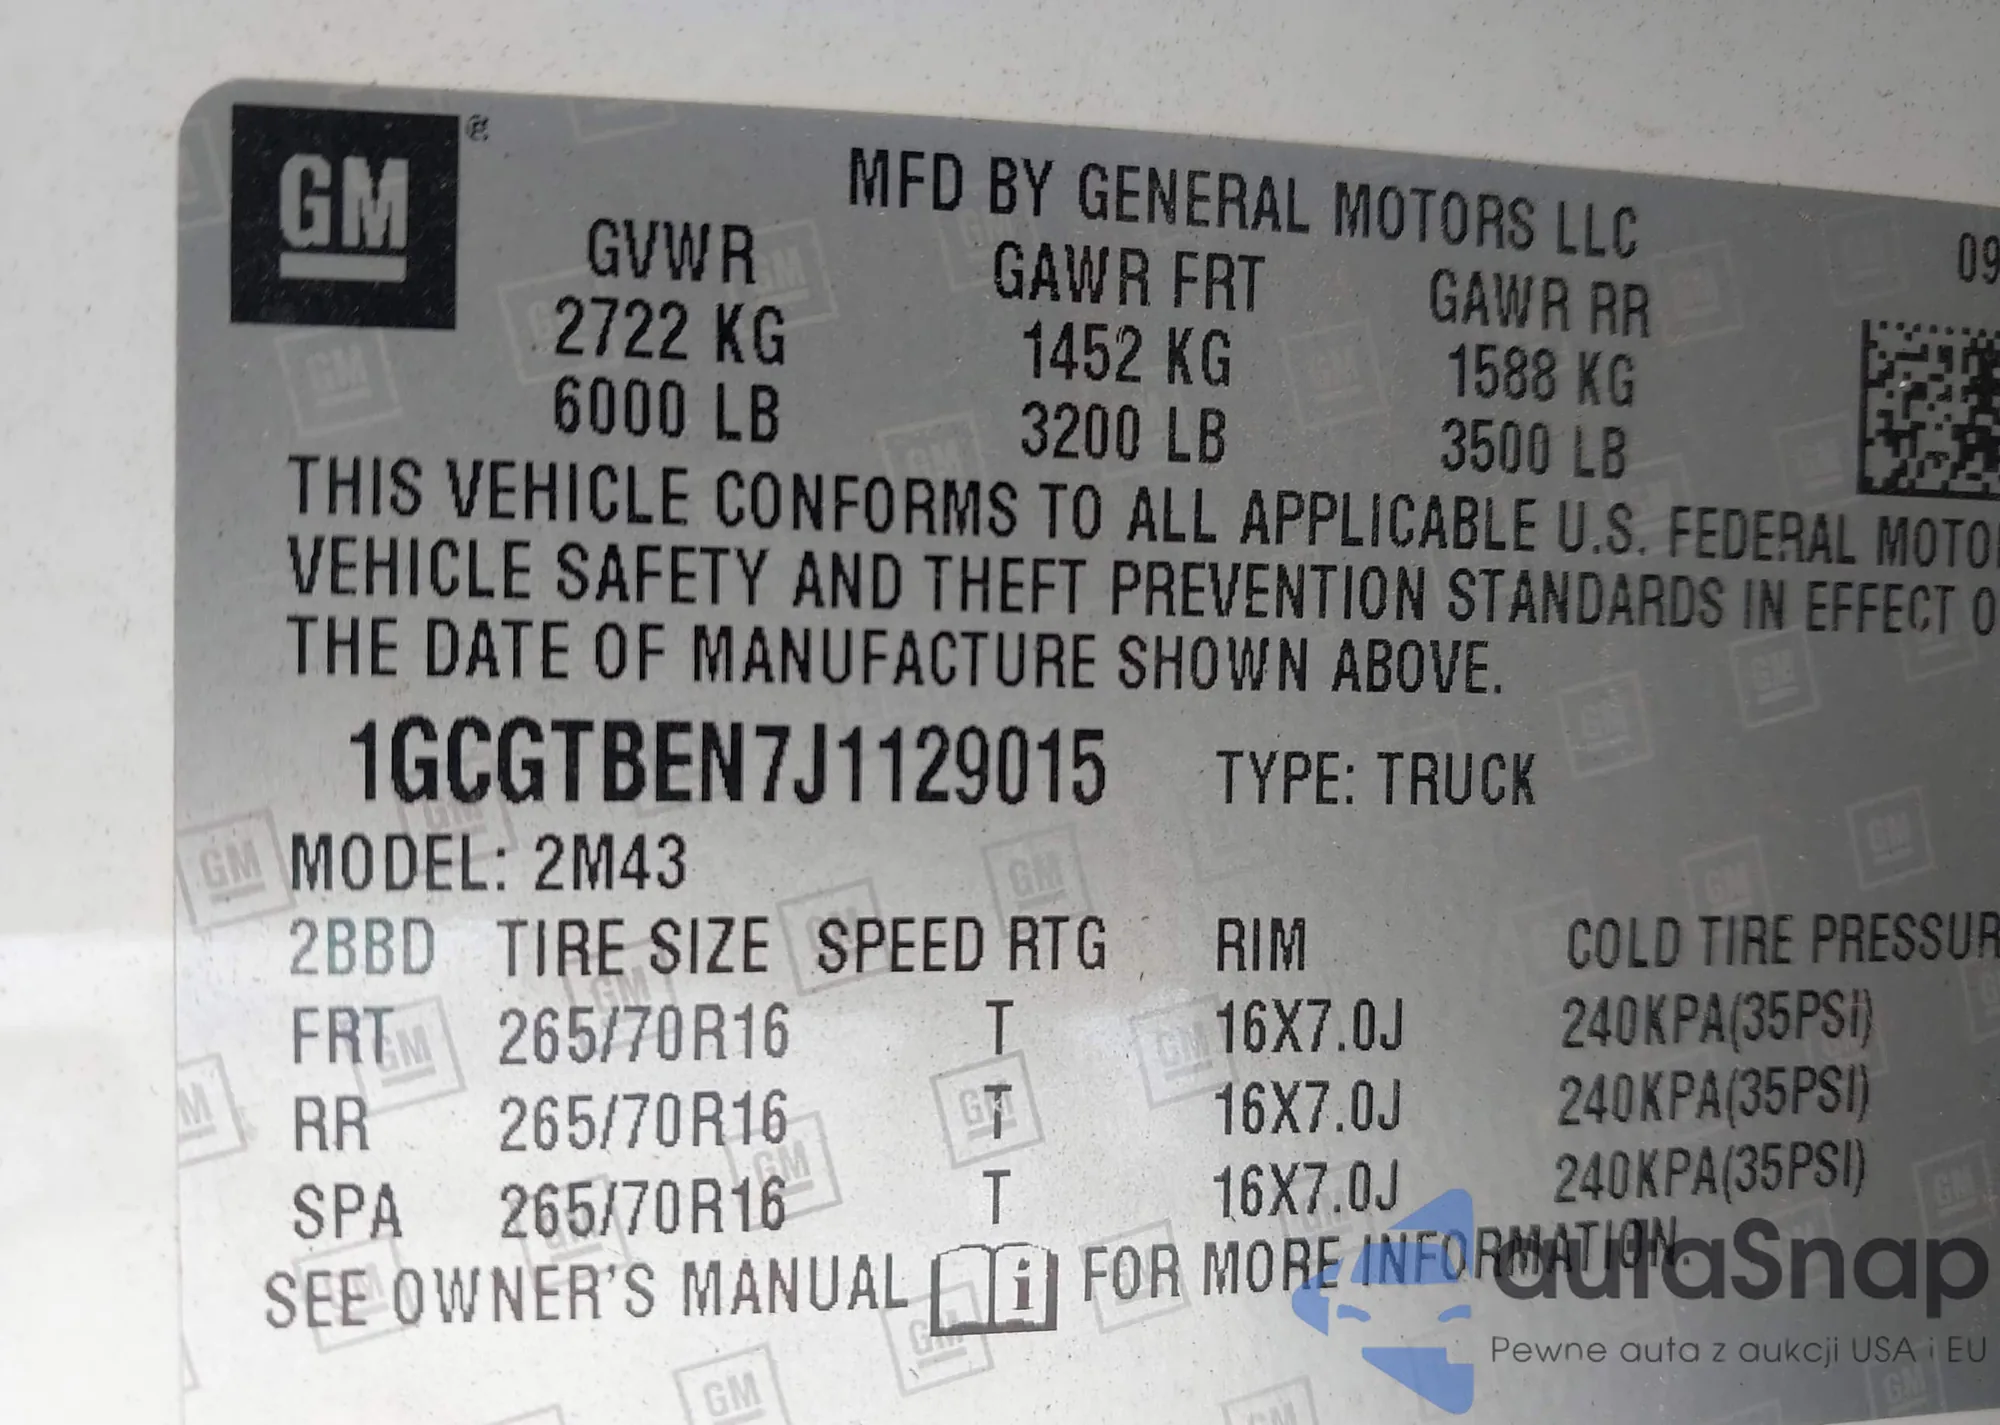 GM®
MFD BY GENERAL MOTORS LLC
09
GVWR GAWR FRT GAWR RR
2722 KG 1452 KG 1588 KG
6000 LB 3200 LB 3500 LB
THIS VEHICLE CONFORMS TO ALL APPLICABLE U.S. FEDERAL MOTO
VEHICLE SAFETY AND THEFT PREVENTION STANDARDS IN EFFECT O
THE DATE OF MANUFACTURE SHOWN ABOVE.
1GCGTBEN7J1129015 TYPE: TRUCK
MODEL: 2M43
2BBD TIRE SIZE SPEED RTG RIM COLD TIRE PRESSUR
FRT 265/70R16 T 16X7.0J 240KPA(35PSI)
RR 265/70R16 T 16X7.0J 240KPA(35PSI)
SPA 265/70R16 T 16X7.0J 240KPA(35PSI)
SEE OWNER'S MANUAL i FOR MORE INFORMATION.
autaSnap
Pewne auta z aukcji USA i EU